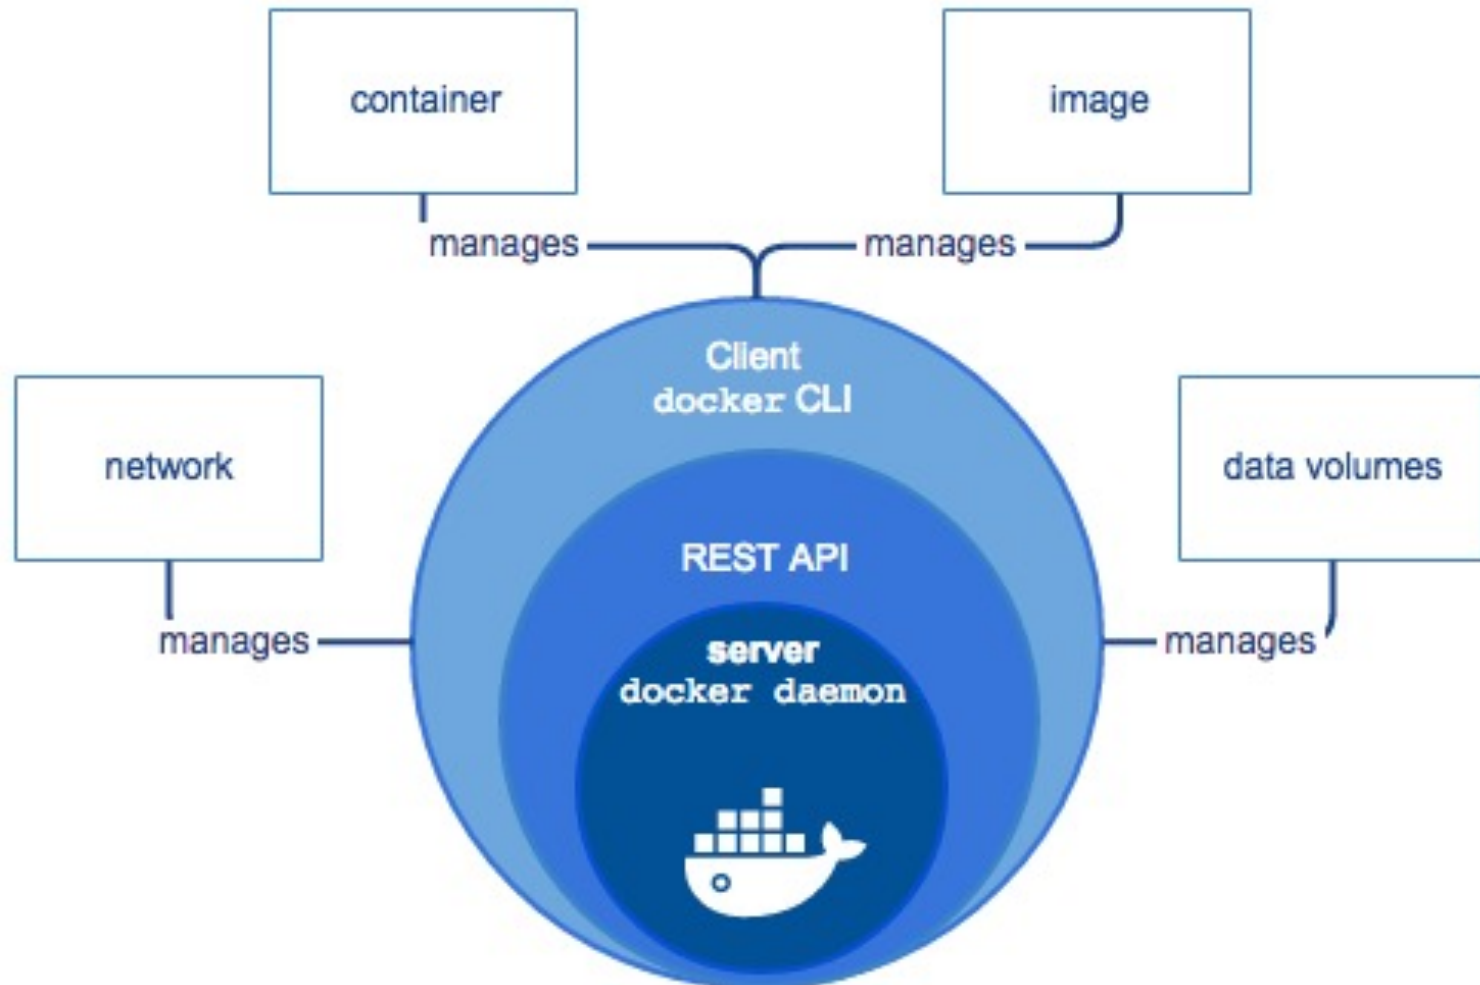 container
image
manages
manages
Client
docker CLI
network
data volumes
REST API
manages
manages
server
docker daemon